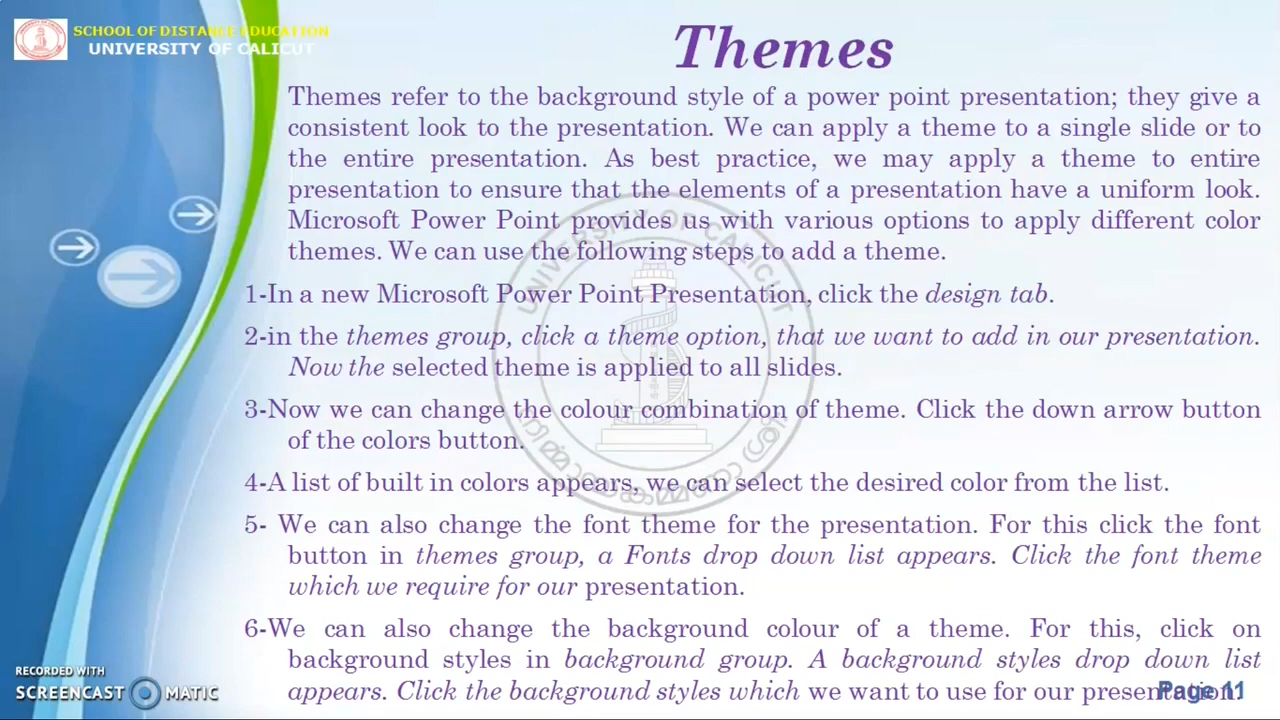 SCHOOL OF DISTANCE EDUCATION
UNIVERSITY OF CALICUT
Themes
Themes refer to the background style of a power point presentation; they give a
consistent look to the presentation. We can apply a theme to a single slide or to
the entire presentation. As best practice, we may apply a theme to entire
presentation to ensure that the elements of a presentation have a uniform look.
Microsoft Power Point provides us with various options to apply different color
themes. We can use the following steps to add a theme.
1-In a new Microsoft Power Point Presentation, click the design tab.
2-in the themes group, click a theme option, that we want to add in our presentation.
Now the selected theme is applied to all slides.
3-Now we can change the colour combination of theme. Click the down arrow button
of the colors button.
4-A list of built in colors appears, we can select the desired color from the list.
5- We can also change the font theme for the presentation. For this click the font
button in themes group, a Fonts drop down list appears. Click the font theme
which we require for our presentation.
6-We can also change the background colour of a theme. For this, click on
background styles in background group. A background styles drop down list
appears. Click the background styles which we want to use for our presentation.
Page 11
UNIVERSITY OF CALICUT
RECORDED WITH
SCREENCAST MATIC